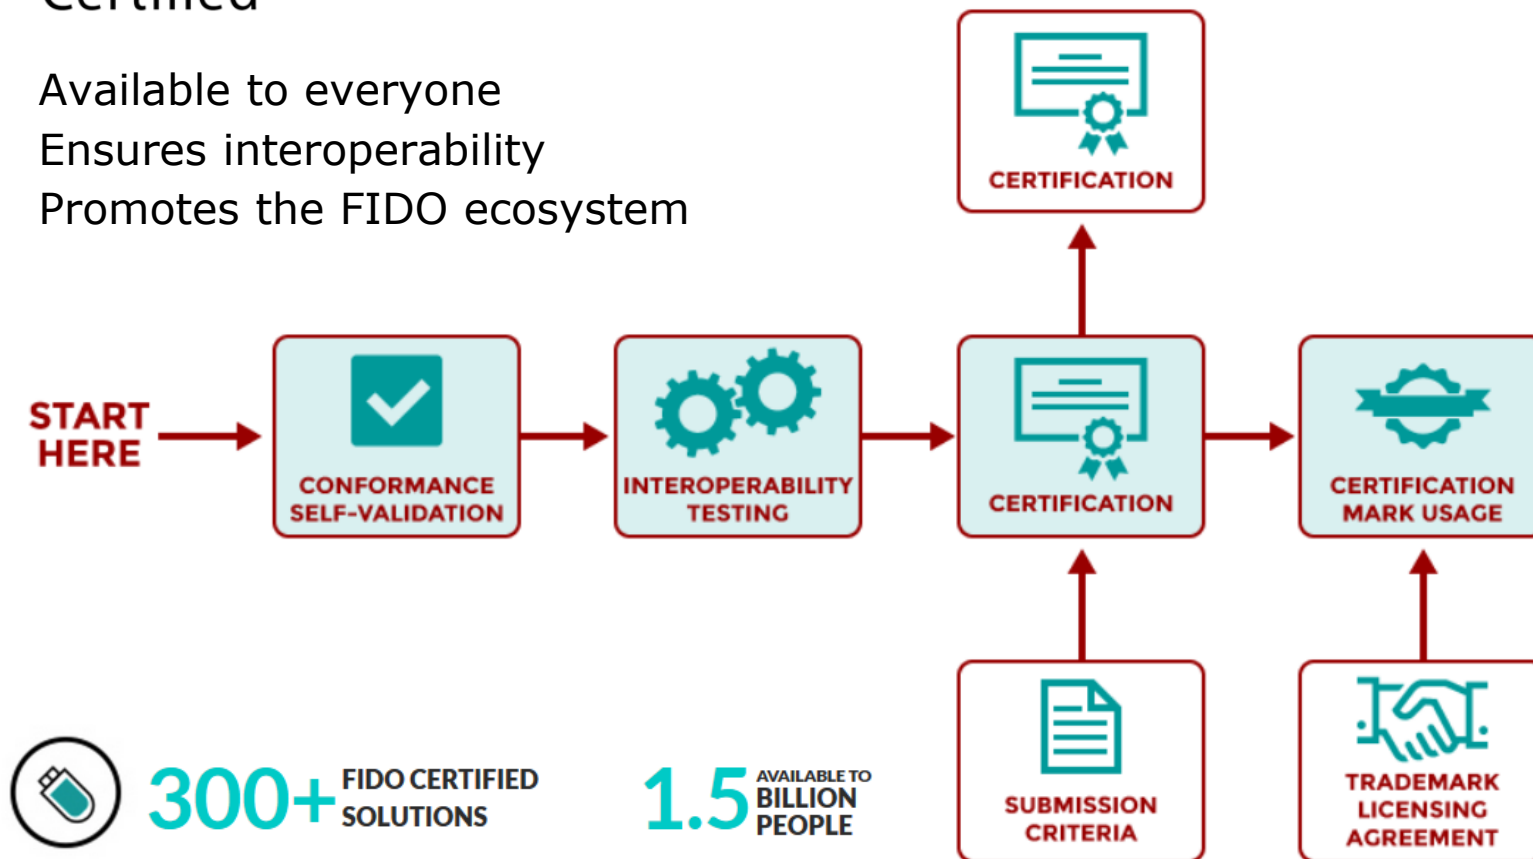 Certified
Available to everyone
Ensures interoperability
Promotes the FIDO ecosystem
CERTIFICATION
START
HERE
CONFORMANCE
SELF-VALIDATION
INTEROPERABILITY
TESTING
CERTIFICATION
CERTIFICATION
MARK USAGE
SUBMISSION
CRITERIA
TRADEMARK
LICENSING
AGREEMENT
300+
FIDO CERTIFIED
SOLUTIONS
1.5
AVAILABLE TO
BILLION
PEOPLE